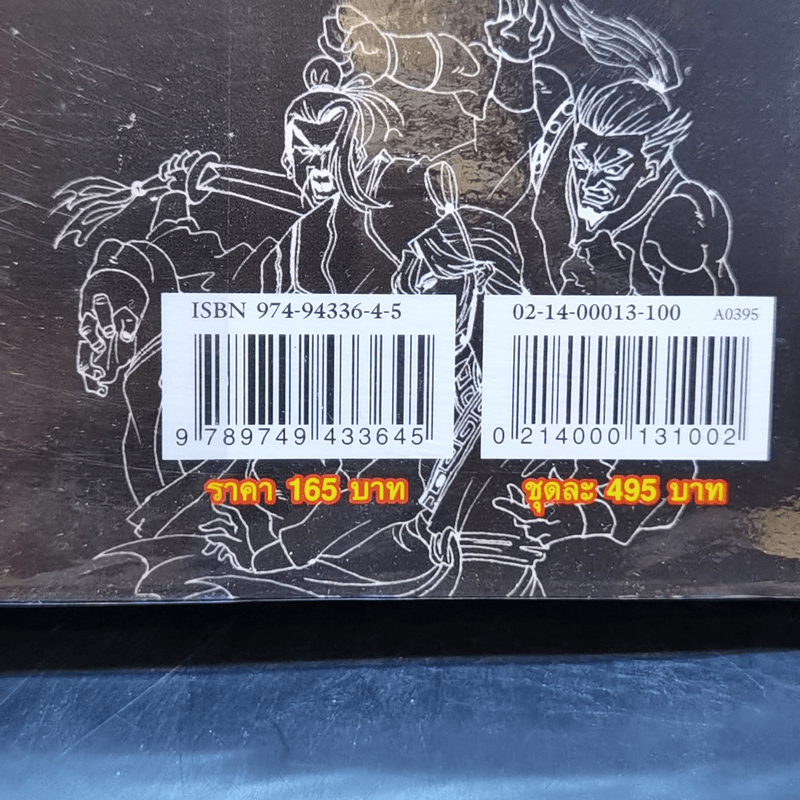 ISBN 974-94336-4-5
9 789749 433645
ราคา 165 บาท
02-14-00013-100 A0395
0 214000 131002
ชุดละ 495 บาท